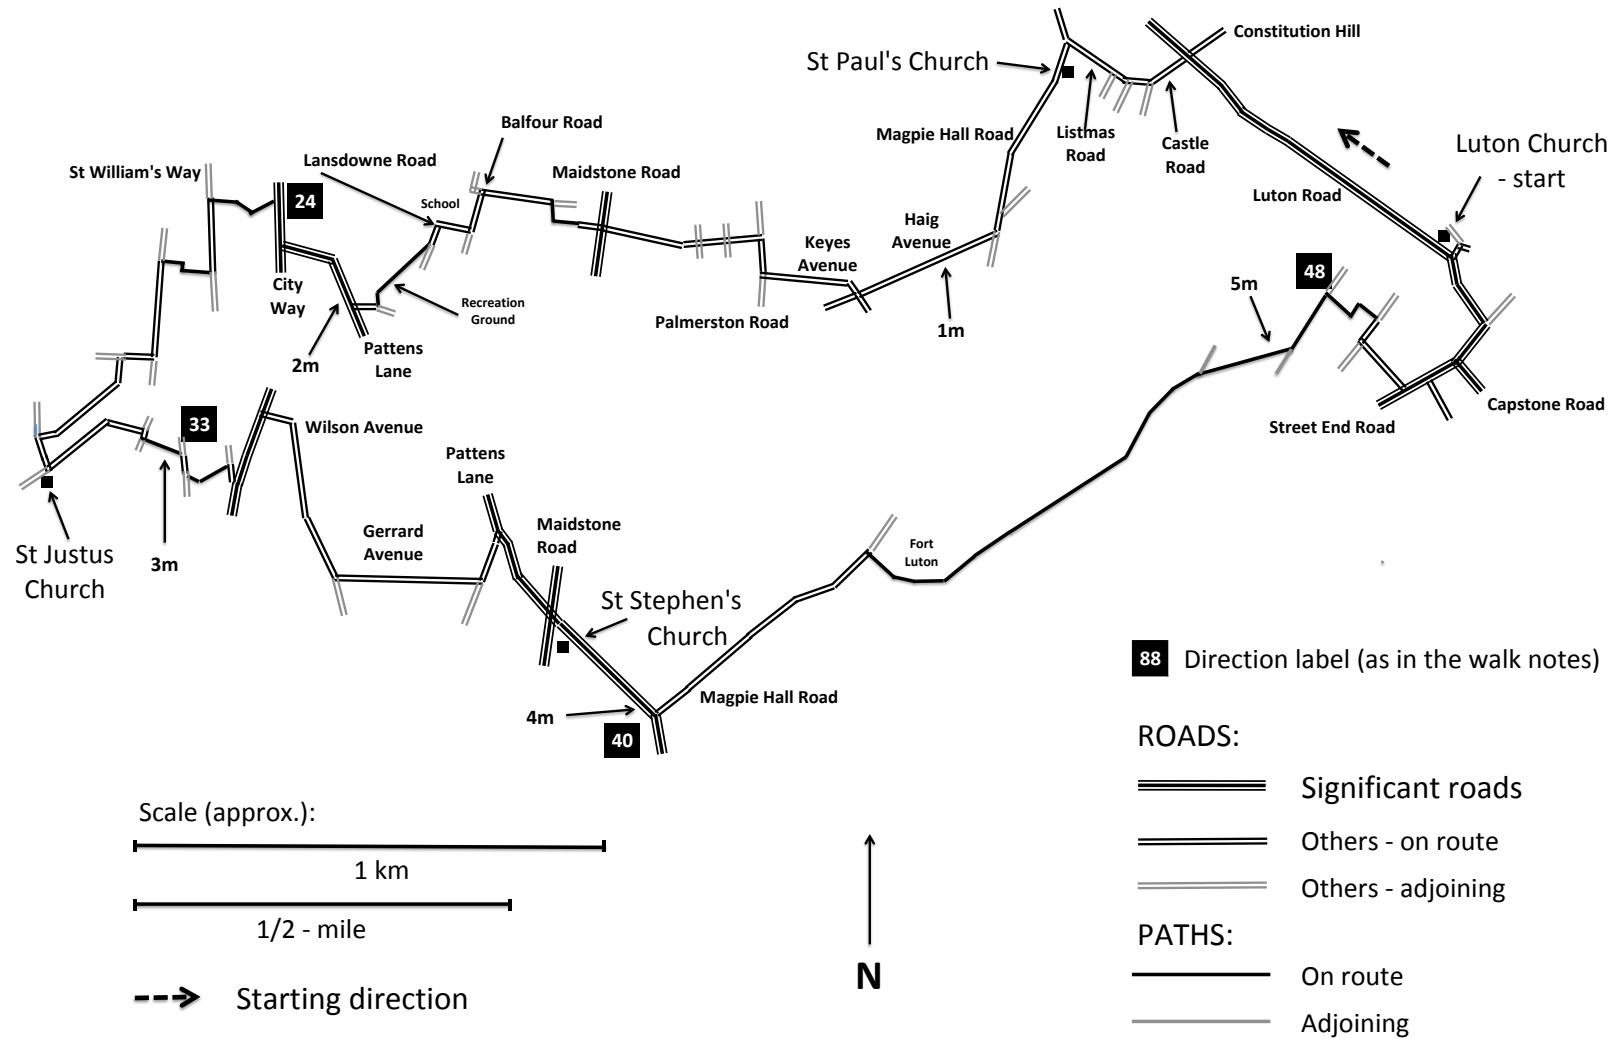 Constitution Hill
St Paul's Church
Magpie Hall Road
Listmas
Road
Castle
Road
Luton Church
- start
Luton Road
Balfour Road
Lansdowne Road
Maidstone Road
St William's Way
24
School
Haig
Avenue
Keyes
Avenue
48
5m
City
Way
Recreation
Ground
Palmerston Road
1m
2m
Pattens
Lane
Capstone Road
Street End Road
33
Wilson Avenue
Pattens
Lane
Gerrard
Avenue
Maidstone
Road
St Justus
Church
3m
Fort
Luton
St Stephen's
Church
Magpie Hall Road
4m
40
88 Direction label (as in the walk notes)
ROADS:
Significant roads
Others - on route
Others - adjoining
PATHS:
On route
Adjoining
Scale (approx.):
1 km
1/2 - mile
Starting direction
N